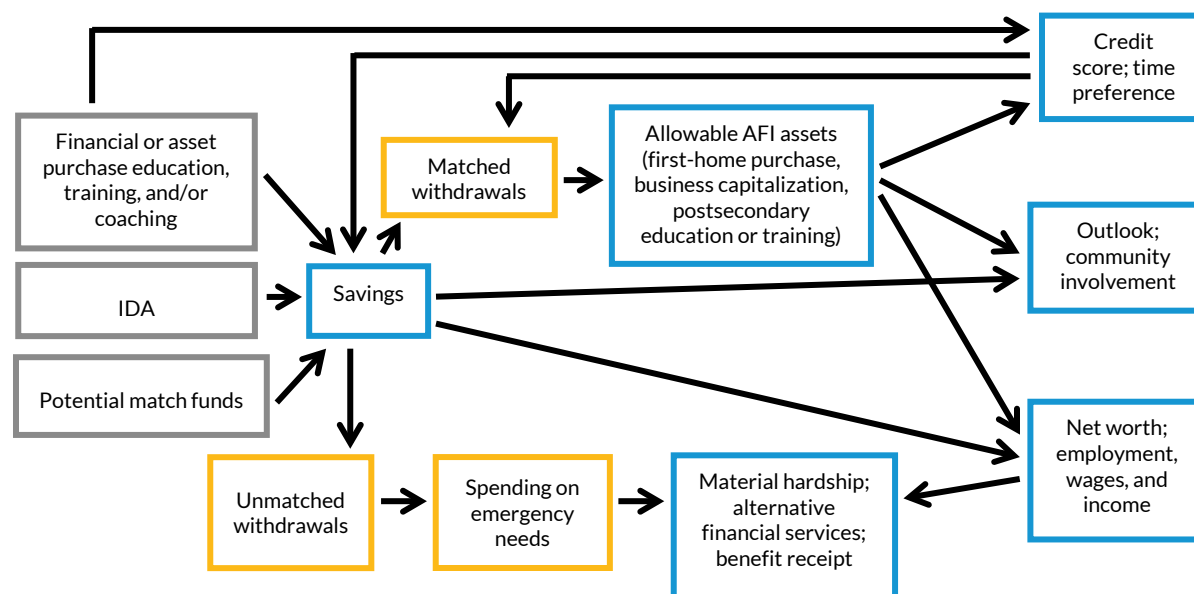 Credit
score; time
preference
Financial or asset
purchase education,
training, and/or
coaching
Matched
withdrawals
Allowable AFI assets
(first-home purchase,
business capitalization,
postsecondary
education or training)
Outlook;
community
involvement
IDA
Savings
Potential match funds
Net worth;
employment,
wages, and
income
Unmatched
withdrawals
Spending on
emergency
needs
Material hardship;
alternative
financial services;
benefit receipt